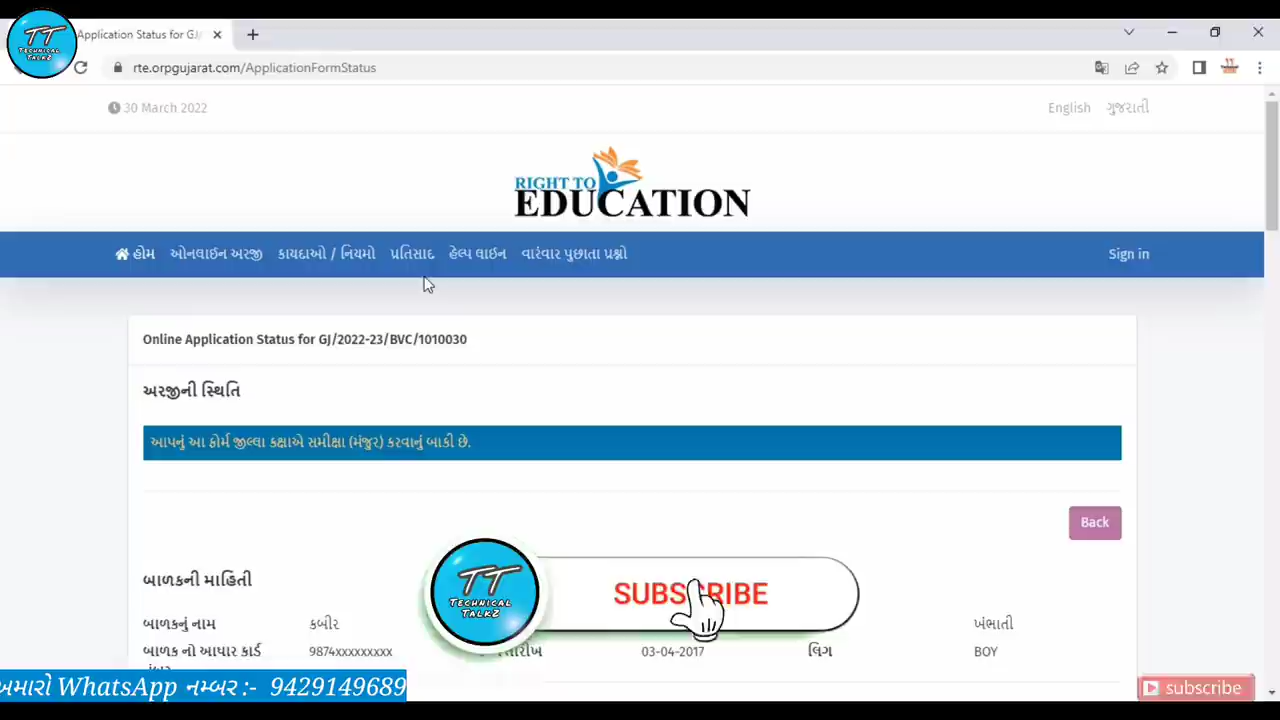 TT
TECHNICAL
TALKZ
Application Status for GJ/
rte.orpgujarat.com/ApplicationFormStatus
30 March 2022
English ગુજરાતી
RIGHT TO
EDUCATION
હોમ ઓનલાઈન અરજી કાયદાઓ / નિયમો પ્રતિસાદ હેલ્પ લાઈન વારંવાર પુછાતા પ્રશ્નો Sign in
Online Application Status for GJ/2022-23/BVC/1010030
અરજીની સ્થિતિ
આપનું આ ફોર્મ જીલ્લા કક્ષાએ સમીક્ષા (મંજુર) કરવાનું બાકી છે.
Back
બાળકની માહિતી
TT
TECHNICAL
TALKZ
SUBSCRIBE
બાળકનું નામ કબીર ખંભાતી
બાળક નો આધાર કાર્ડ 9874xxxxxxxxx તારીખ 03-04-2017 લિંગ BOY
અમારો WhatsApp નમ્બર :- 9429149689
subscribe